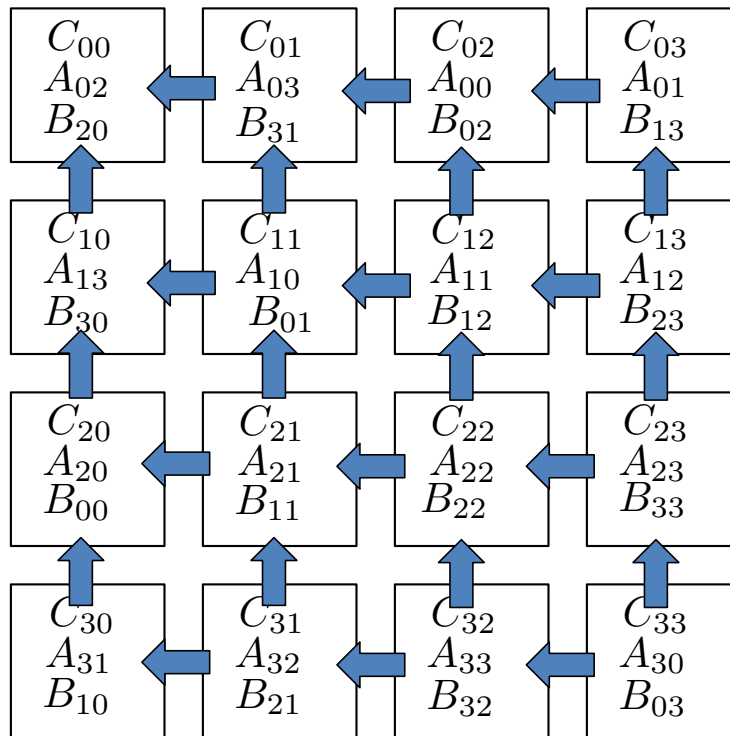 C₀₀
A₀₂
B₂₀
C₀₁
A₀₃
B₃₁
C₀₂
A₀₀
B₀₂
C₀₃
A₀₁
B₁₃
C₁₀
A₁₃
B₃₀
C₁₁
A₁₀
B₀₁
C₁₂
A₁₁
B₁₂
C₁₃
A₁₂
B₂₃
C₂₀
A₂₀
B₀₀
C₂₁
A₂₁
B₁₁
C₂₂
A₂₂
B₂₂
C₂₃
A₂₃
B₃₃
C₃₀
A₃₁
B₁₀
C₃₁
A₃₂
B₂₁
C₃₂
A₃₃
B₃₂
C₃₃
A₃₀
B₀₃